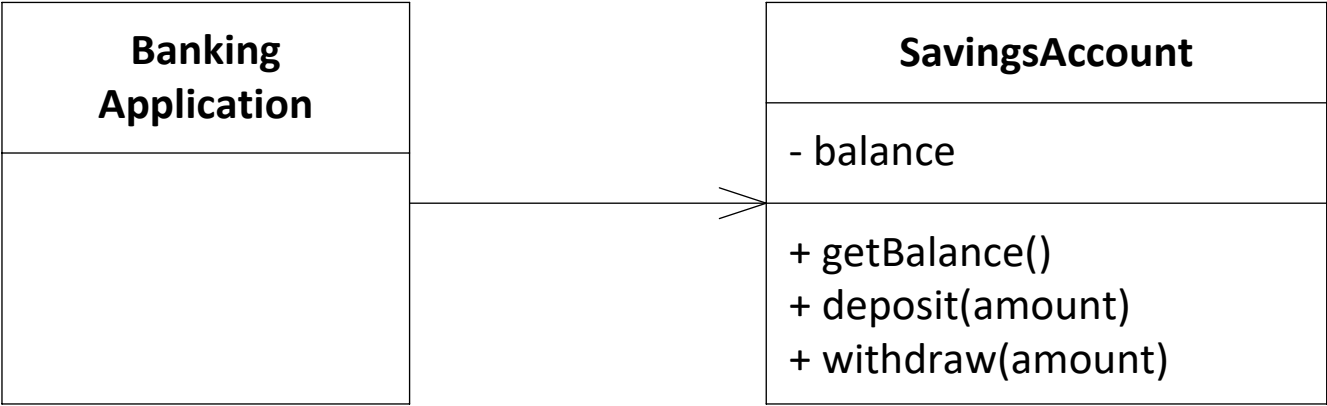 Banking
Application
SavingsAccount
- balance
+ getBalance()
+ deposit(amount)
+ withdraw(amount)